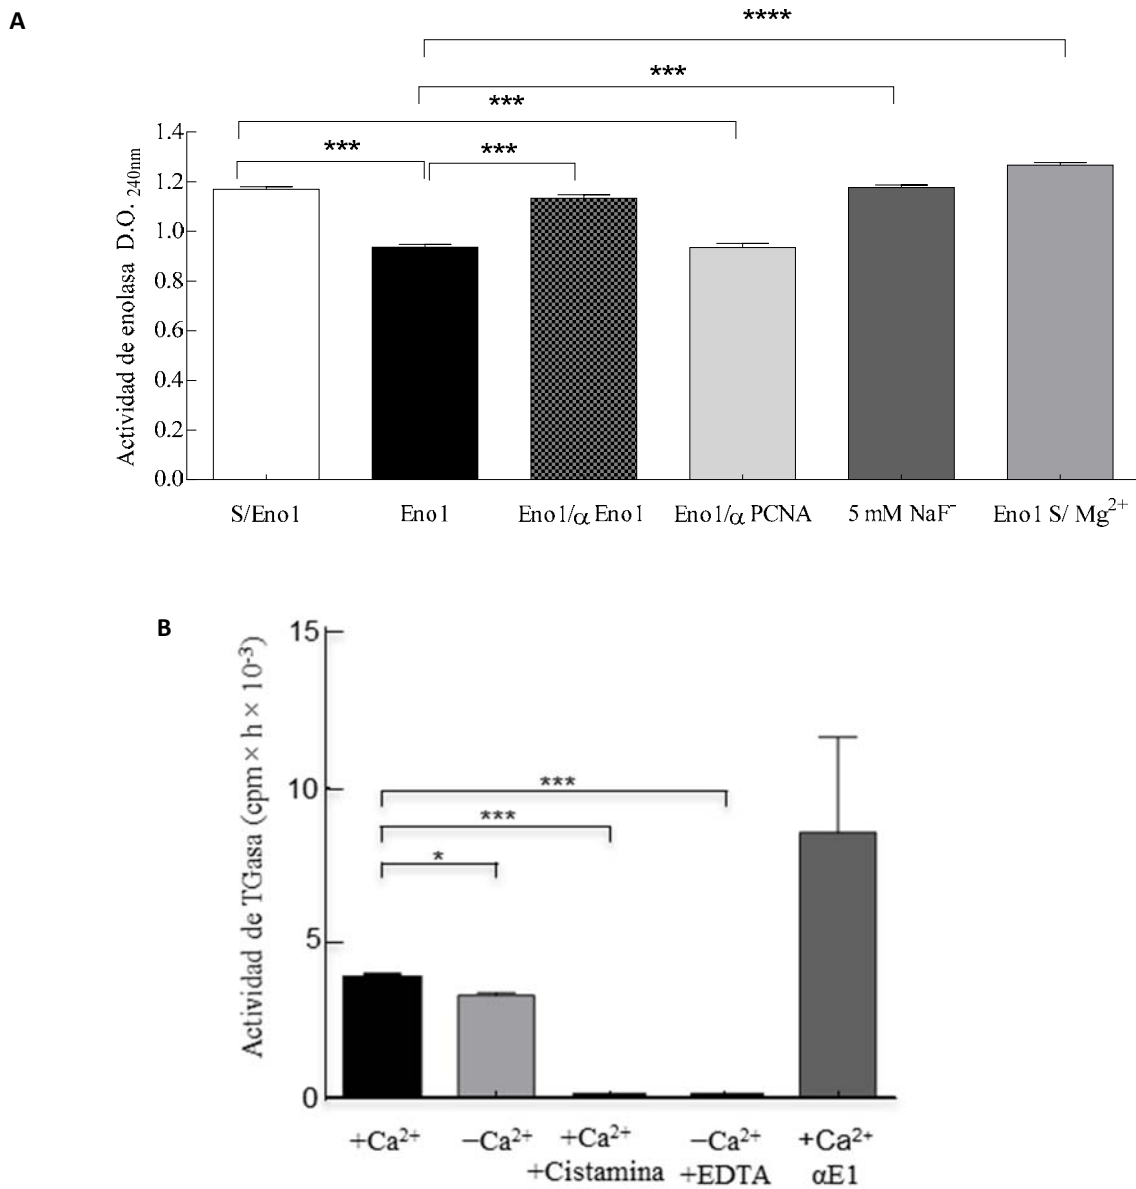 A
****
***
***
***
***
Actividad de enolasa D.O. 240nm
1.4
1.2
1.0
0.8
0.6
0.4
0.2
0.0
S/Eno1
Eno1
Eno1/α Eno1
Eno1/α PCNA
5 mM NaF⁻
Eno1 S/ Mg²⁺
B
Actividad de TGasa (cpm × h × 10⁻³)
15
10
5
0
***
***
*
+Ca²⁺
−Ca²⁺
+Ca²⁺
+Cistamina
−Ca²⁺
+EDTA
+Ca²⁺
αE1